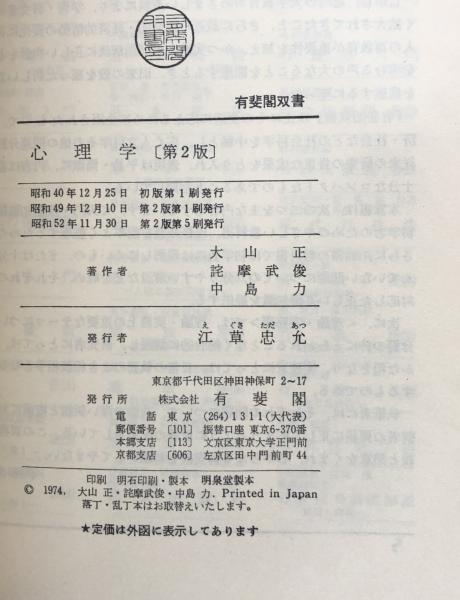 有斐閣双書
心理学〔第2版〕
昭和40年12月25日 初版第1刷発行
昭和49年12月10日 第2版第1刷発行
昭和52年11月30日 第2版第5刷発行
大山正
著作者 詫摩武俊
中島力
え ぐさ ただ あつ
発行者 江草忠允
東京都千代田区神田神保町 2~17
発行所 株式会社 有斐閣
電話 東京 (264) 1311(大代表)
郵便番号〔101〕 振替口座 東京6-370番
本郷支店〔113〕 文京区東京大学正門前
京都支店〔606〕 左京区田中門前町44
印刷 明石印刷・製本 明泉堂製本
© 1974, 大山 正・詫摩武俊・中島 力. Printed in Japan
落丁・乱丁本はお取替えいたします。
★定価は外函に表示してあります